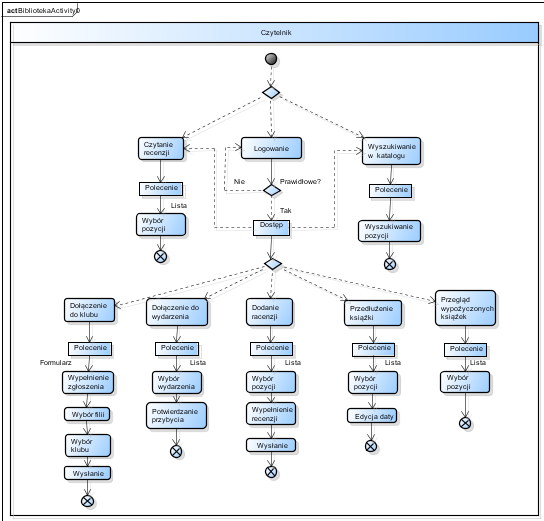 act BibliotekaActivity0
Czytelnik
Czytanie
recenzji
Logowanie
Wyszukiwanie
w katalogu
Nie
Prawidłowe?
Polecenie
Polecenie
Lista
Tak
Wybór
pozycji
Dostęp
Wyszukiwanie
pozycji
Dołączenie
do klubu
Dołączenie do
wydarzenia
Dodanie
racenzji
Przedłużenie
książki
Przegląd
wypożyczonych
książek
Polecenie
Polecenie
Polecenie
Polecenie
Polecenie
Formularz
Lista
Lista
Lista
Lista
Wypełnienie
zgłoszenia
Wybór
wydarzenia
Wybór
pozycji
Wybór
pozycji
Wybór
pozycji
Wybór filii
Potwierdzanie
przybycia
Wypełnienie
recenzji
Edycja daty
Wybór
klubu
Wysłanie
Wysłanie